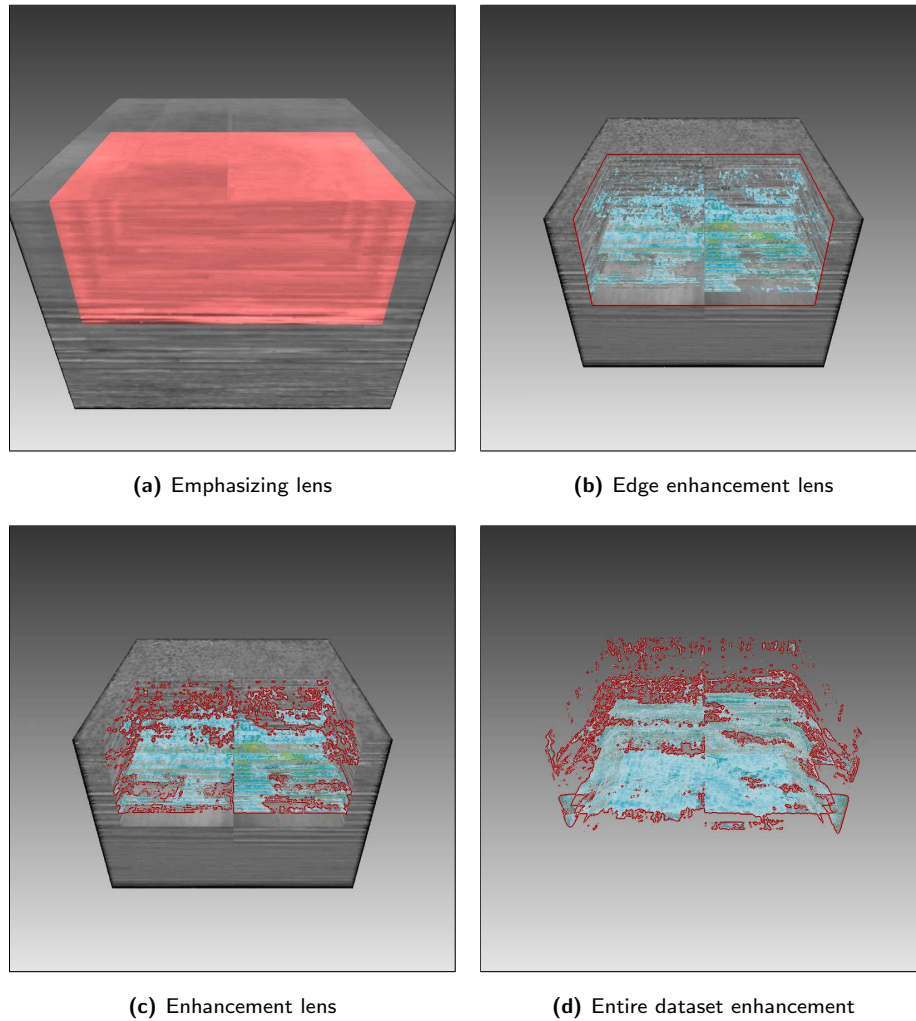 (a) Emphasizing lens
(b) Edge enhancement lens
(c) Enhancement lens
(d) Entire dataset enhancement